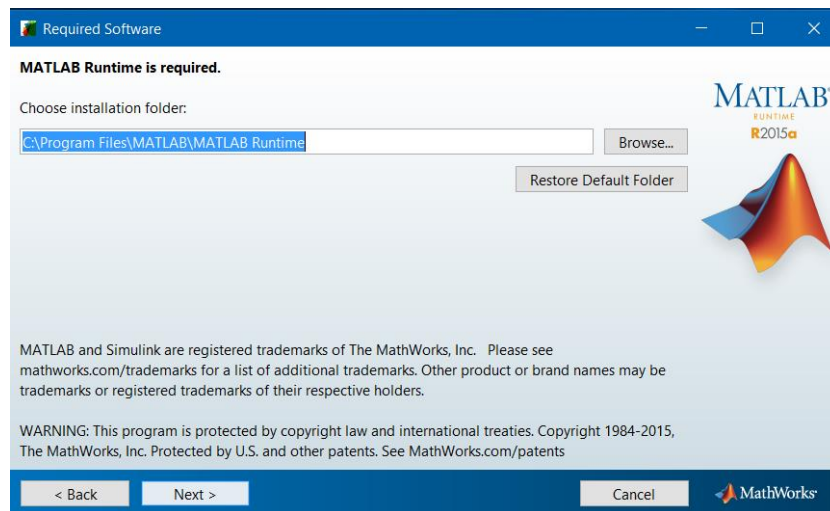 Required Software
MATLAB Runtime is required.
Choose installation folder:
C:\Program Files\MATLAB\MATLAB Runtime
Browse...
Restore Default Folder
MATLAB®
RUNTIME
R2015a
MATLAB and Simulink are registered trademarks of The MathWorks, Inc. Please see
mathworks.com/trademarks for a list of additional trademarks. Other product or brand names may be
trademarks or registered trademarks of their respective holders.
WARNING: This program is protected by copyright law and international treaties. Copyright 1984-2015,
The MathWorks, Inc. Protected by U.S. and other patents. See MathWorks.com/patents
< Back
Next >
Cancel
MathWorks®